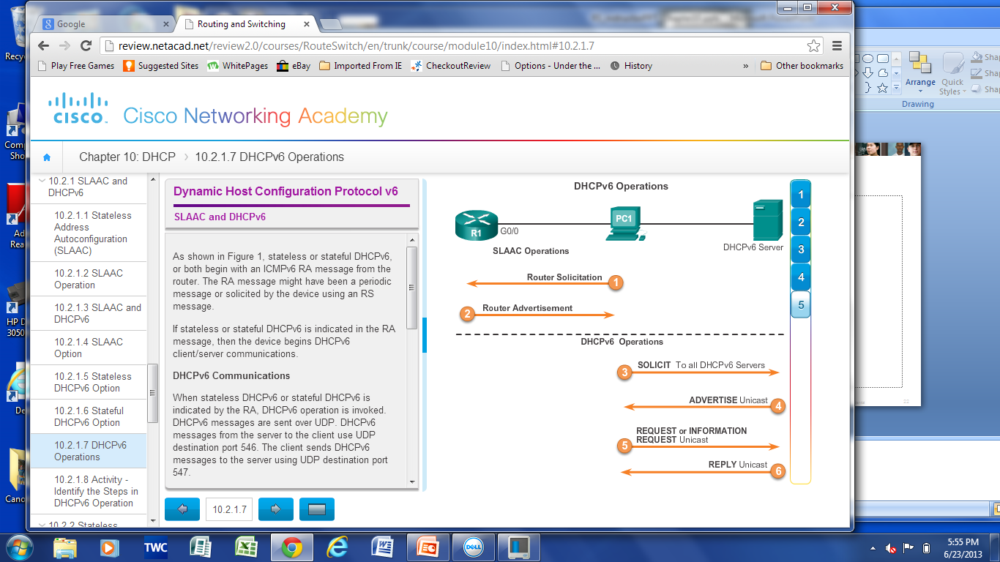 Google
Routing and Switching
review.netacad.net/review2.0/courses/RouteSwitch/en/trunk/course/module10/index.html#10.2.1.7
Play Free Games
Suggested Sites
WhitePages
eBay
Imported From IE
CheckoutReview
Options - Under the ...
History
»
Other bookmarks
CISCO
Cisco Networking Academy
Chapter 10: DHCP
10.2.1.7 DHCPv6 Operations
10.2.1 SLAAC and
DHCPv6
10.2.1.1 Stateless
Address
Autoconfiguration
(SLAAC)
10.2.1.2 SLAAC
Operation
10.2.1.3 SLAAC and
DHCPv6
10.2.1.4 SLAAC
Option
10.2.1.5 Stateless
DHCPv6 Option
10.2.1.6 Stateful
DHCPv6 Option
10.2.1.7 DHCPv6
Operations
10.2.1.8 Activity -
Identify the Steps in
DHCPv6 Operation
10.2.2 Stateless
Dynamic Host Configuration Protocol v6
SLAAC and DHCPv6
As shown in Figure 1, stateless or stateful DHCPv6,
or both begin with an ICMPv6 RA message from the
router. The RA message might have been a periodic
message or solicited by the device using an RS
message.
If stateless or stateful DHCPv6 is indicated in the RA
message, then the device begins DHCPv6
client/server communications.
DHCPv6 Communications
When stateless DHCPv6 or stateful DHCPv6 is
indicated by the RA, DHCPv6 operation is invoked.
DHCPv6 messages are sent over UDP. DHCPv6
messages from the server to the client use UDP
destination port 546. The client sends DHCPv6
messages to the server using UDP destination port
547.
10.2.1.7
DHCPv6 Operations
R1
G0/0
PC1
DHCPv6 Server
SLAAC Operations
Router Solicitation 1
2 Router Advertisement
DHCPv6 Operations
3 SOLICIT To all DHCPv6 Servers
ADVERTISE Unicast 4
REQUEST or INFORMATION
5 REQUEST Unicast
REPLY Unicast 6
1
2
3
4
5
Arrange
Quick
Styles
Shap
Shap
Shap
Drawing
Recyc
Comp
Sho
Ad
Rea
HP D
3050
De
Cano
TWC
DELL
5:55 PM
6/23/2013